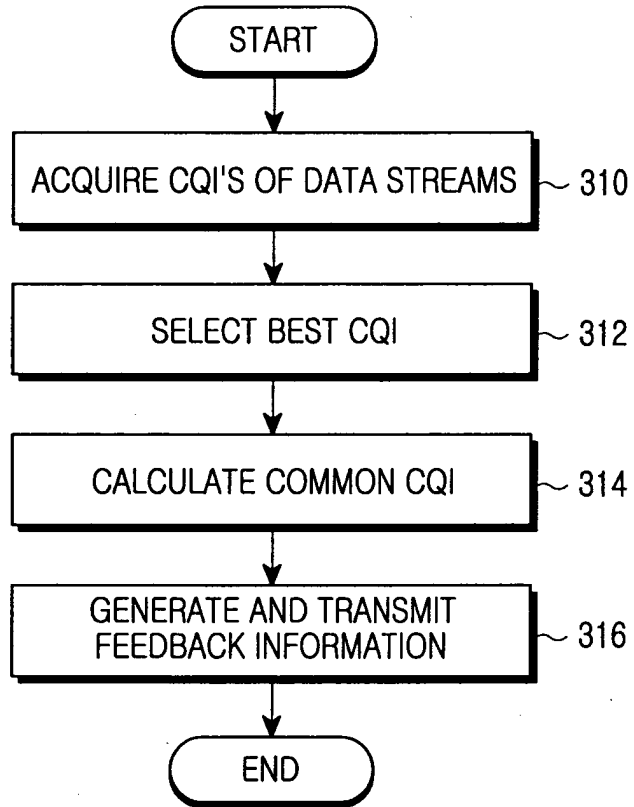 START
ACQUIRE CQI'S OF DATA STREAMS
310
SELECT BEST CQI
312
CALCULATE COMMON CQI
314
GENERATE AND TRANSMIT
FEEDBACK INFORMATION
316
END